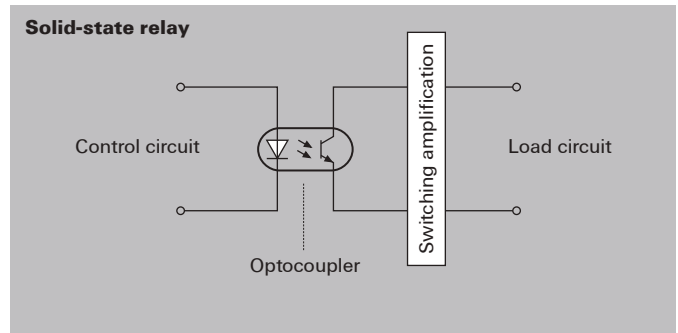 Solid-state relay
Control circuit
Optocoupler
Switching amplification
Load circuit